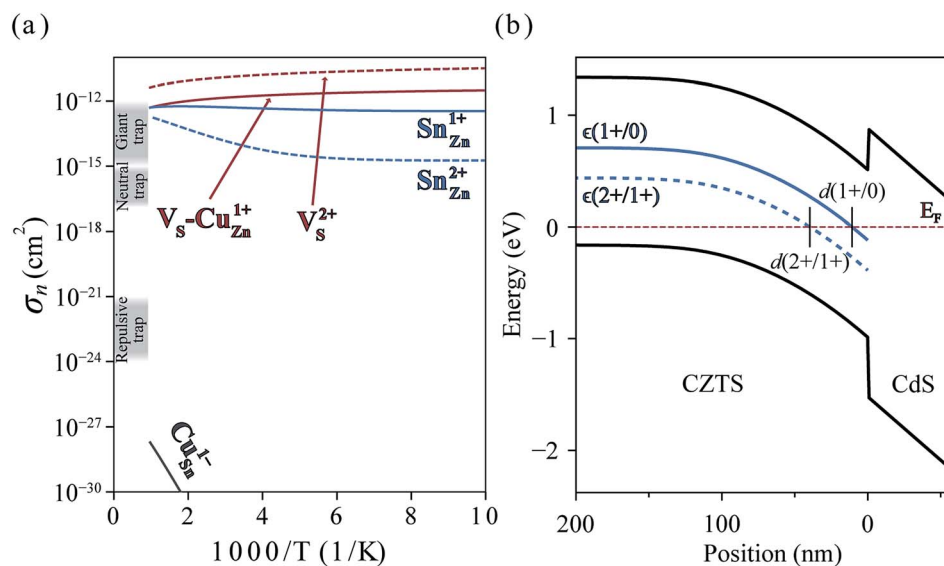 (a)
10⁻¹²
10⁻¹⁵
10⁻¹⁸
10⁻²¹
10⁻²⁴
10⁻²⁷
10⁻³⁰
σₙ (cm²)
Giant trap
Neutral trap
Repulsive trap
Sn_Zn^1+
Sn_Zn^2+
V_S-Cu_Zn^1+
V_S^2+
Cu_Sn^1−
0 2 4 6 8 10
1000/T (1/K)
(b)
1
0
−1
−2
Energy (eV)
ϵ(1+/0)
ϵ(2+/1+)
d(1+/0)
E_F
d(2+/1+)
CZTS
CdS
200 100 0
Position (nm)